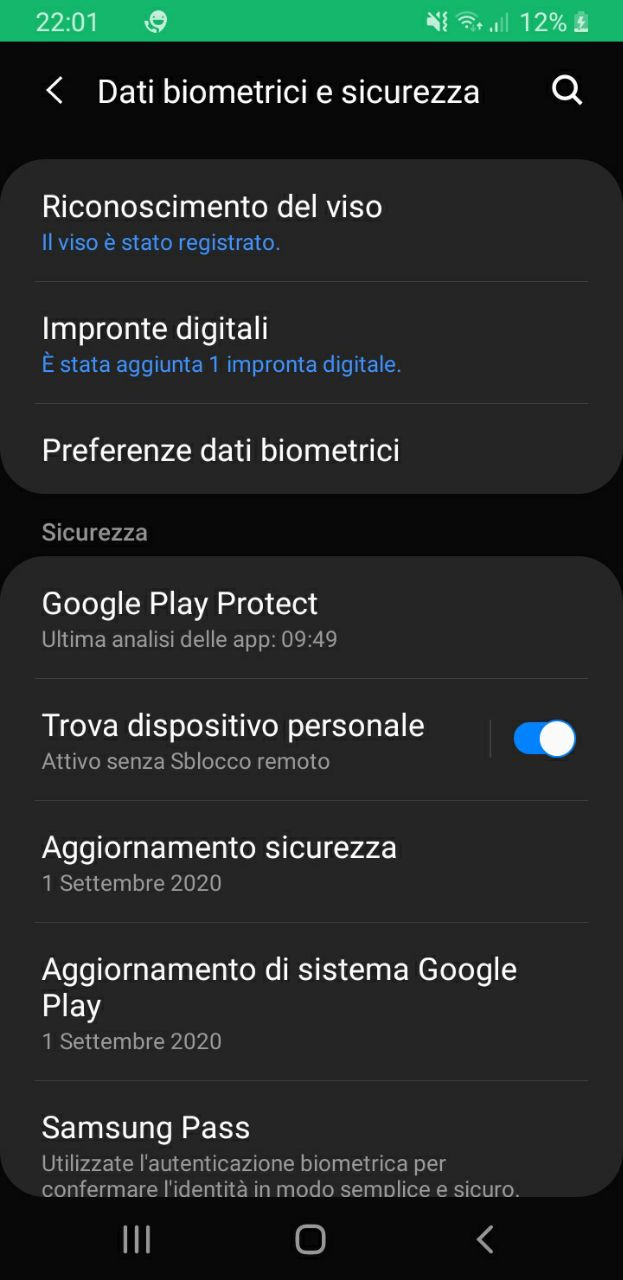 22:01 12%
Dati biometrici e sicurezza
Riconoscimento del viso
Il viso è stato registrato.
Impronte digitali
È stata aggiunta 1 impronta digitale.
Preferenze dati biometrici
Sicurezza
Google Play Protect
Ultima analisi delle app: 09:49
Trova dispositivo personale
Attivo senza Sblocco remoto
Aggiornamento sicurezza
1 Settembre 2020
Aggiornamento di sistema Google
Play
1 Settembre 2020
Samsung Pass
Utilizzate l'autenticazione biometrica per
confermare l'identità in modo semplice e sicuro.